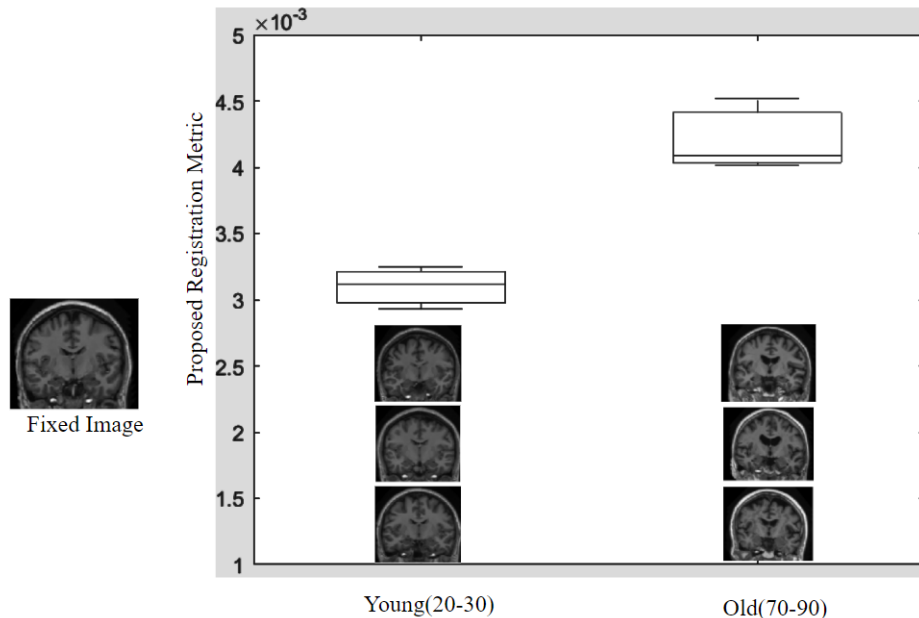 ×10⁻³
5
4.5
4
3.5
3
2.5
2
1.5
1
Proposed Registration Metric
Fixed Image
Young(20-30)
Old(70-90)